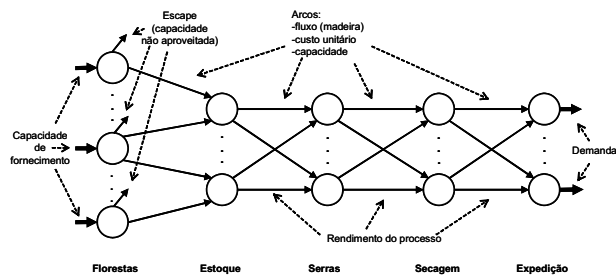 Escape
(capacidade
não aproveitada)
Arcos:
-fluxo (madeira)
-custo unitário
-capacidade
Capacidade
de
fornecimento
Demanda
Rendimento do processo
Florestas
Estoque
Serras
Secagem
Expedição